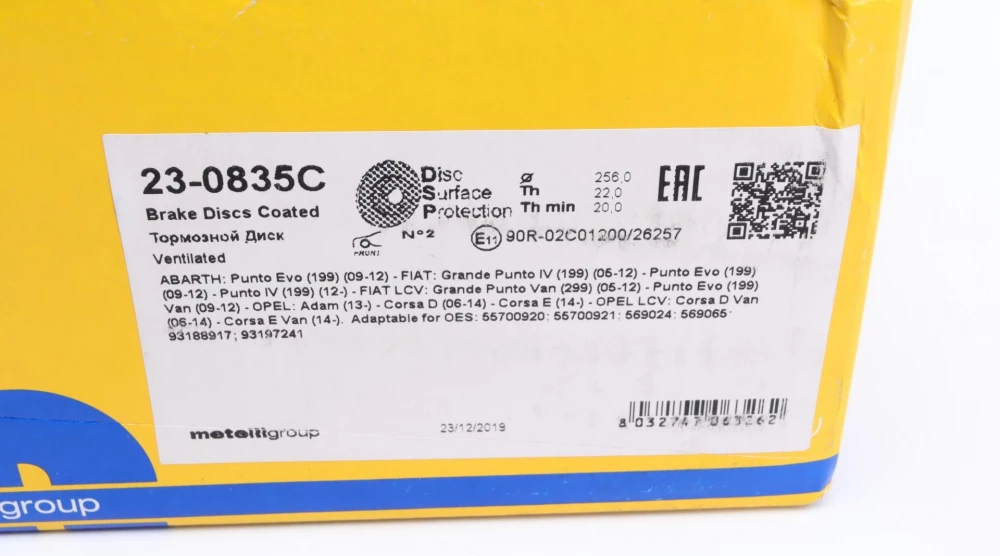 23-0835C
Brake Discs Coated
Тормозной Диск
Ventilated
Disc
Surface
Protection
FRONT
N°2
ø 256,0
Th 22,0
Th min 20,0
EAC
E11 90R-02C01200/26257
ABARTH: Punto Evo (199) (09-12) - FIAT: Grande Punto IV (199) (05-12) - Punto Evo (199)
(09-12) - Punto IV (199) (12-) - FIAT LCV: Grande Punto Van (299) (05-12) - Punto Evo (199)
Van (09-12) - OPEL: Adam (13-) - Corsa D (06-14) - Corsa E (14-) - OPEL LCV: Corsa D Van
(06-14) - Corsa E Van (14-). Adaptable for OES: 55700920; 55700921; 569024; 569065;
93188917; 93197241
metelligroup
23/12/2019
8 032747 063262
group